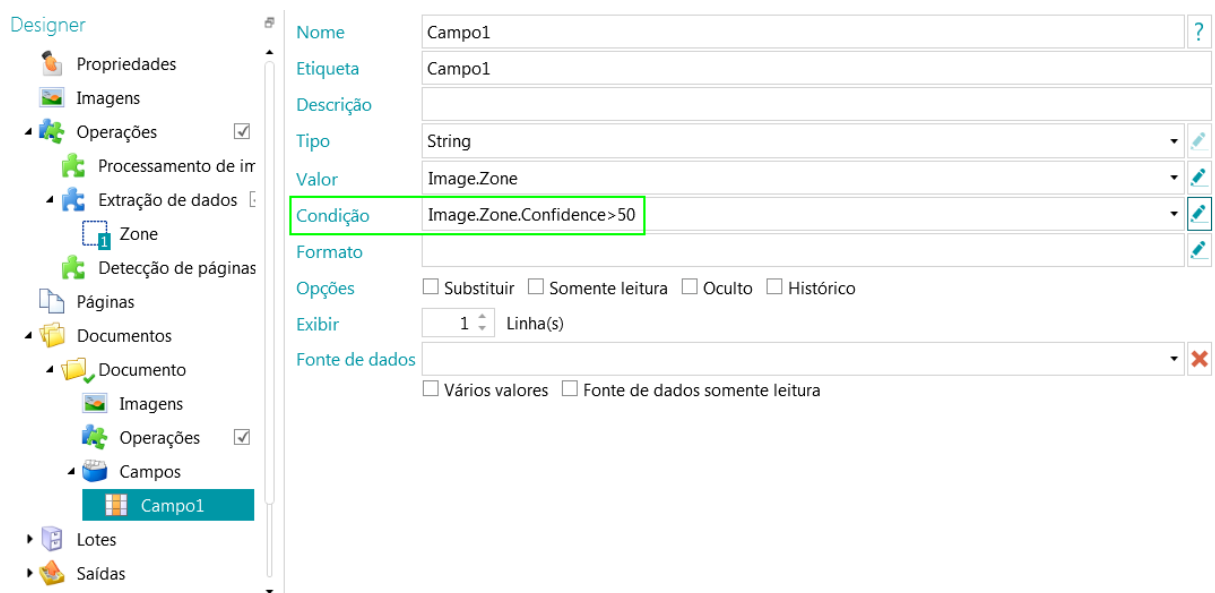 Designer
Propriedades
Imagens
Operações
Processamento de im
Extração de dados
1
Zone
Detecção de páginas
Páginas
Documentos
Documento
Imagens
Operações
Campos
Campo1
Lotes
Saídas
Nome Campo1 ?
Etiqueta Campo1
Descrição
Tipo String
Valor Image.Zone
Condição Image.Zone.Confidence>50
Formato
Opções Substituir Somente leitura Oculto Histórico
Exibir 1 Linha(s)
Fonte de dados
Vários valores Fonte de dados somente leitura